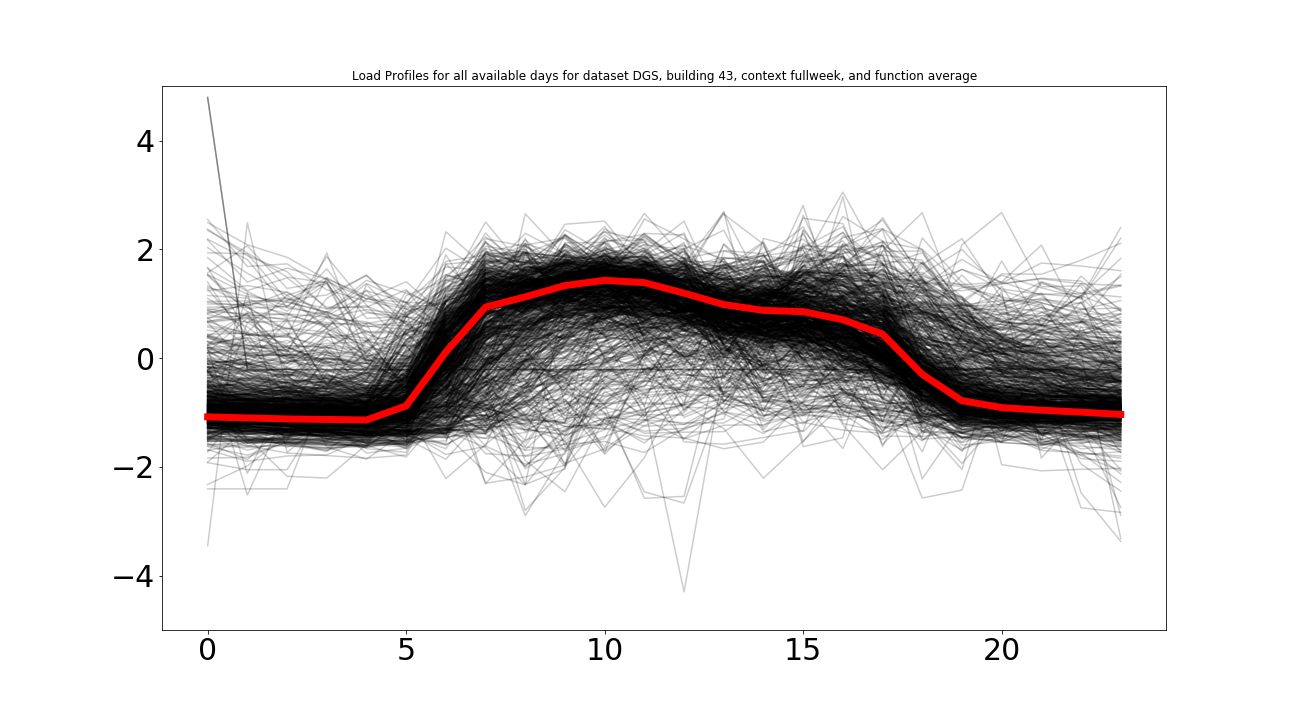 Load Profiles for all available days for dataset DGS, building 43, context fullweek, and function average
4
2
0
−2
−4
0 5 10 15 20